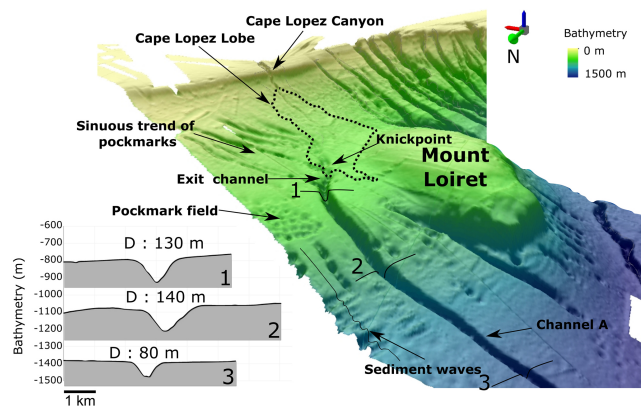 Cape Lopez Canyon
Cape Lopez Lobe
Bathymetry
0 m
1500 m
N
Sinuous trend of
pockmarks
Knickpoint
Mount
Loiret
Exit channel
1
Pockmark field
2
Channel A
Sediment waves
3
Bathymetry (m)
-600
-700
-800
-900
-1000
-1100
-1200
-1300
-1400
-1500
D : 130 m
1
D : 140 m
2
D : 80 m
3
1 km